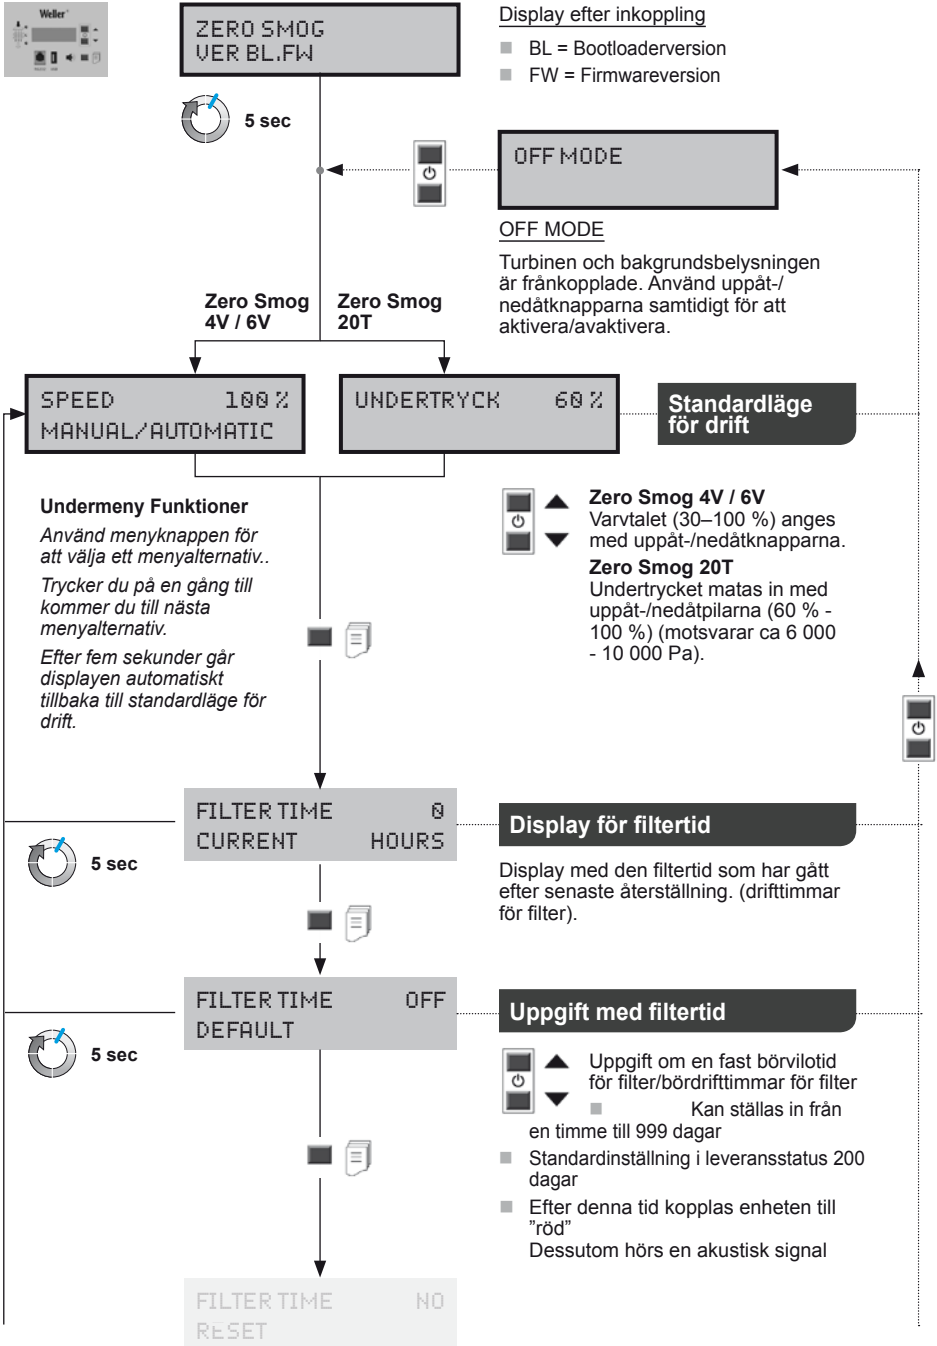 Weller
ZERO SMOG
VER BL.FW
Display efter inkoppling
BL = Bootloaderversion
FW = Firmwareversion
5 sec
OFF MODE
OFF MODE
Turbinen och bakgrundsbelysningen
är frånkopplade. Använd uppåt-/
nedåtknapparna samtidigt för att
aktivera/avaktivera.
Zero Smog
4V / 6V
Zero Smog
20T
SPEED 100 %
MANUAL/AUTOMATIC
UNDERTRYCK 60 %
Standardläge
för drift
Undermeny Funktioner
Använd menyknappen för
att välja ett menyalternativ..
Trycker du på en gång till
kommer du till nästa
menyalternativ.
Efter fem sekunder går
displayen automatiskt
tillbaka till standardläge för
drift.
Zero Smog 4V / 6V
Varvtalet (30–100 %) anges
med uppåt-/nedåtknapparna.
Zero Smog 20T
Undertrycket matas in med
uppåt-/nedåtpilarna (60 % -
100 %) (motsvarar ca 6 000
- 10 000 Pa).
FILTER TIME 0
CURRENT HOURS
5 sec
Display för filtertid
Display med den filtertid som har gått
efter senaste återställning. (drifttimmar
för filter).
FILTER TIME OFF
DEFAULT
5 sec
Uppgift med filtertid
Uppgift om en fast börvilotid
för filter/bördrifttimmar för filter
Kan ställas in från
en timme till 999 dagar
Standardinställning i leveransstatus 200
dagar
Efter denna tid kopplas enheten till
”röd”
Dessutom hörs en akustisk signal
FILTER TIME NO
RESET